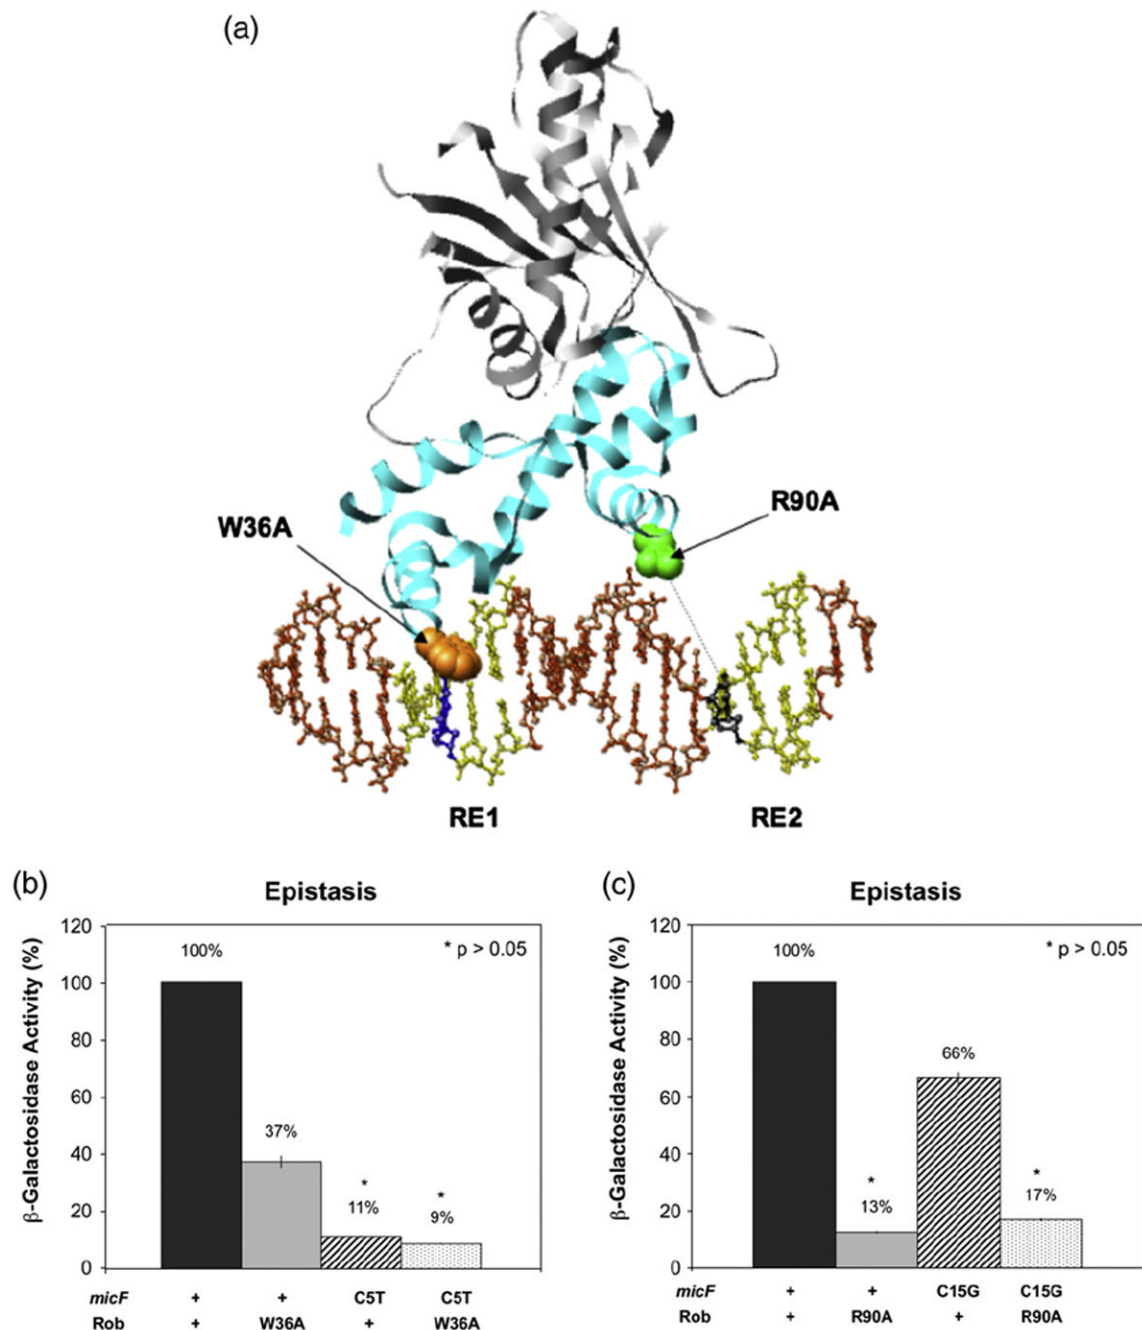 (a)
W36A
R90A
RE1
RE2
(b)
Epistasis
β-Galactosidase Activity (%)
120
100
80
60
40
20
0
* p > 0.05
100%
37%
*
11%
*
9%
micF + + C5T C5T
Rob + W36A + W36A
(c)
Epistasis
β-Galactosidase Activity (%)
120
100
80
60
40
20
0
* p > 0.05
100%
*
13%
66%
*
17%
micF + + C15G C15G
Rob + R90A + R90A